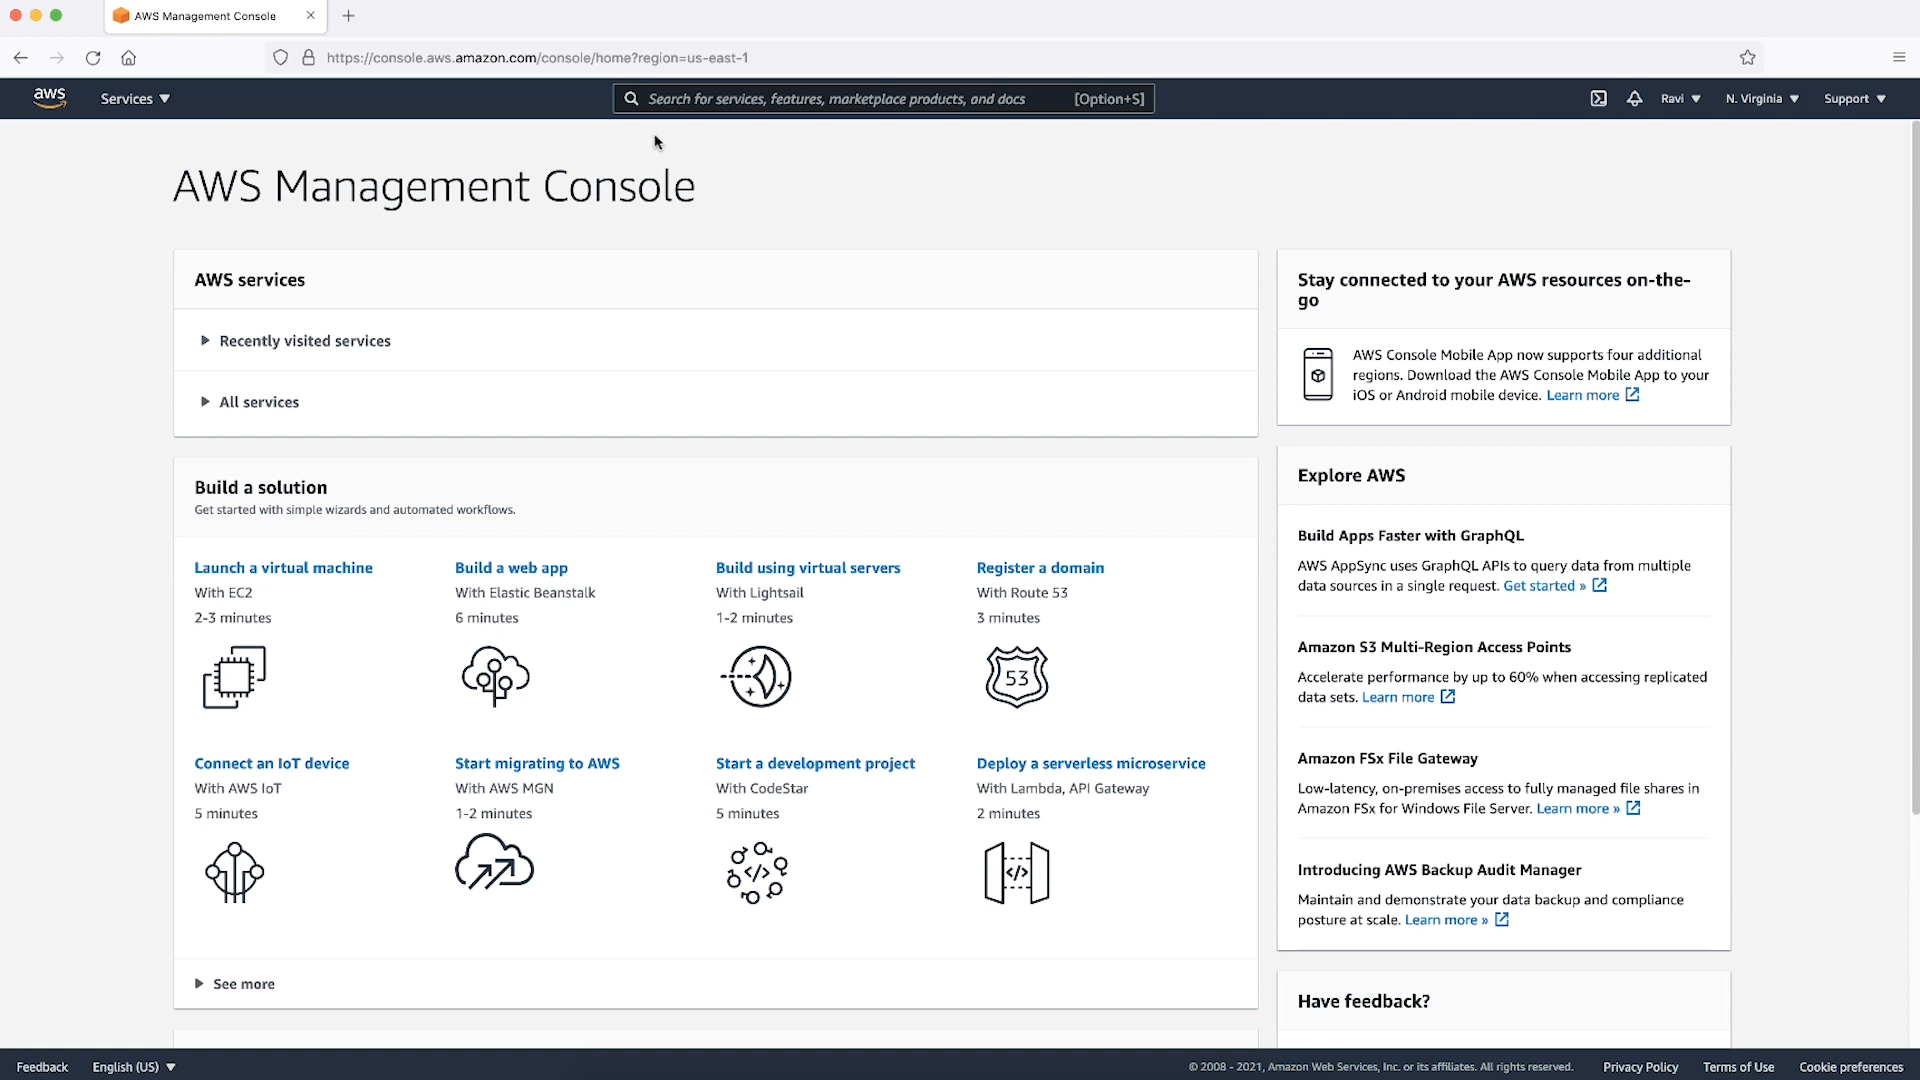 AWS Management Console
https://console.aws.amazon.com/console/home?region=us-east-1
aws
Services
Search for services, features, marketplace products, and docs
[Option+S]
Ravi
N. Virginia
Support
AWS Management Console
AWS services
Recently visited services
All services
Build a solution
Get started with simple wizards and automated workflows.
Launch a virtual machine
With EC2
2-3 minutes
Build a web app
With Elastic Beanstalk
6 minutes
Build using virtual servers
With Lightsail
1-2 minutes
Register a domain
With Route 53
3 minutes
53
Connect an IoT device
With AWS IoT
5 minutes
Start migrating to AWS
With AWS MGN
1-2 minutes
Start a development project
With CodeStar
5 minutes
</>
Deploy a serverless microservice
With Lambda, API Gateway
2 minutes
</>
See more
Stay connected to your AWS resources on-the-
go
AWS Console Mobile App now supports four additional
regions. Download the AWS Console Mobile App to your
iOS or Android mobile device. Learn more
Explore AWS
Build Apps Faster with GraphQL
AWS AppSync uses GraphQL APIs to query data from multiple
data sources in a single request. Get started »
Amazon S3 Multi-Region Access Points
Accelerate performance by up to 60% when accessing replicated
data sets. Learn more
Amazon FSx File Gateway
Low-latency, on-premises access to fully managed file shares in
Amazon FSx for Windows File Server. Learn more »
Introducing AWS Backup Audit Manager
Maintain and demonstrate your data backup and compliance
posture at scale. Learn more »
Have feedback?
Feedback
English (US)
© 2008 - 2021, Amazon Web Services, Inc. or its affiliates. All rights reserved.
Privacy Policy
Terms of Use
Cookie preferences